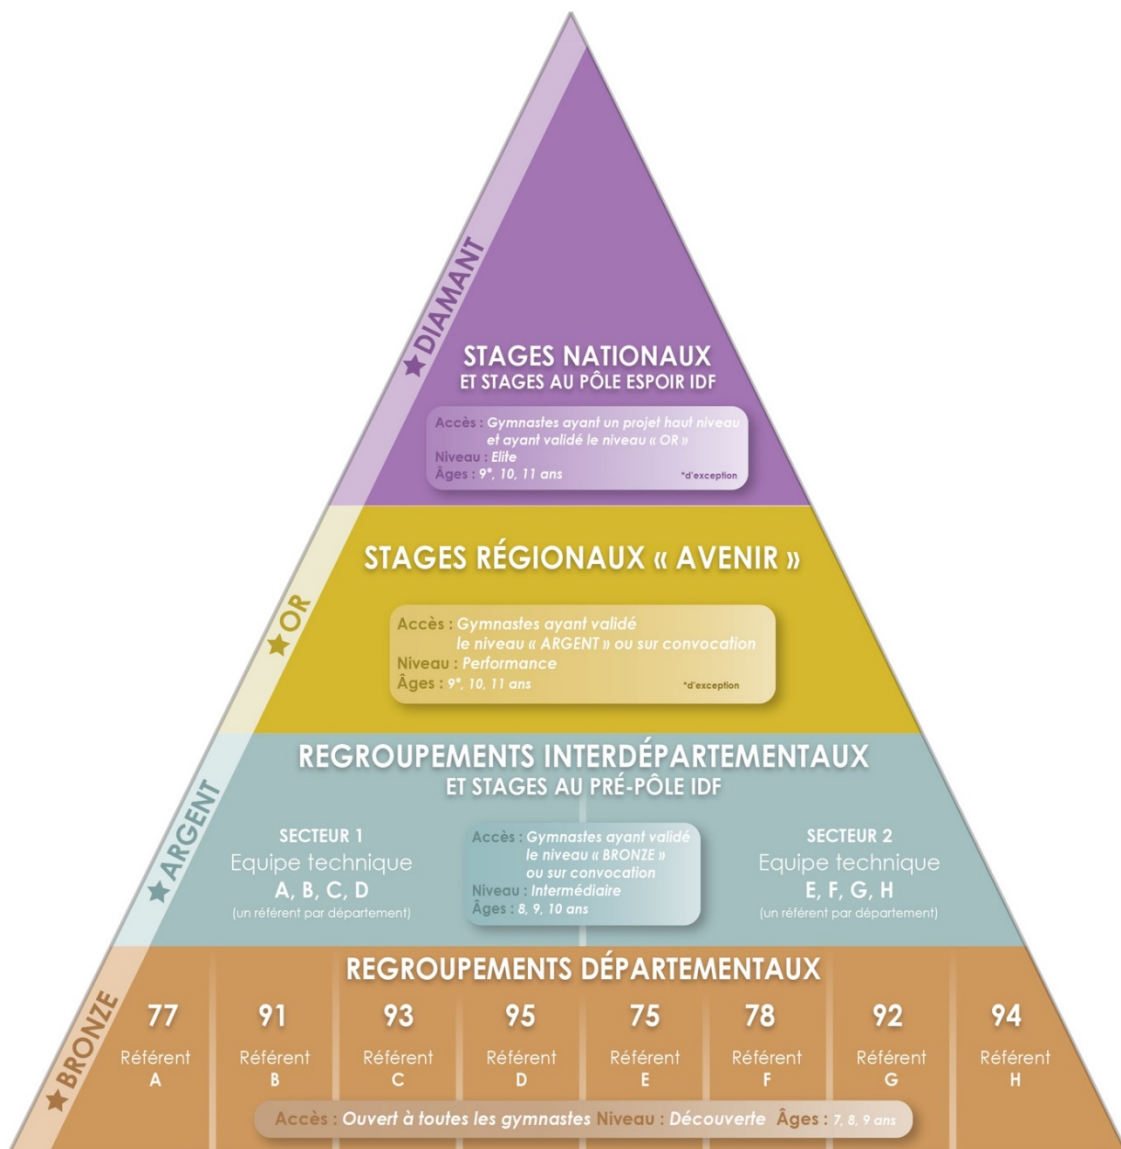 ★DIAMANT
STAGES NATIONAUX
ET STAGES AU PÔLE ESPOIR IDF
Accès : Gymnastes ayant un projet haut niveau
et ayant validé le niveau « OR »
Niveau : Elite
Âges : 9*, 10, 11 ans
*d'exception
★OR
STAGES RÉGIONAUX « AVENIR »
Accès : Gymnastes ayant validé
le niveau « ARGENT » ou sur convocation
Niveau : Performance
Âges : 9*, 10, 11 ans
*d'exception
★ARGENT
REGROUPEMENTS INTERDÉPARTEMENTAUX
ET STAGES AU PRÉ-PÔLE IDF
SECTEUR 1
Equipe technique
A, B, C, D
(un référent par département)
Accès : Gymnastes ayant validé
le niveau « BRONZE »
ou sur convocation
Niveau : Intermédiaire
Âges : 8, 9, 10 ans
SECTEUR 2
Equipe technique
E, F, G, H
(un référent par département)
★BRONZE
REGROUPEMENTS DÉPARTEMENTAUX
77 91 93 95 75 78 92 94
Référent Référent Référent Référent Référent Référent Référent Référent
A B C D E F G H
Accès : Ouvert à toutes les gymnastes Niveau : Découverte Âges : 7, 8, 9 ans